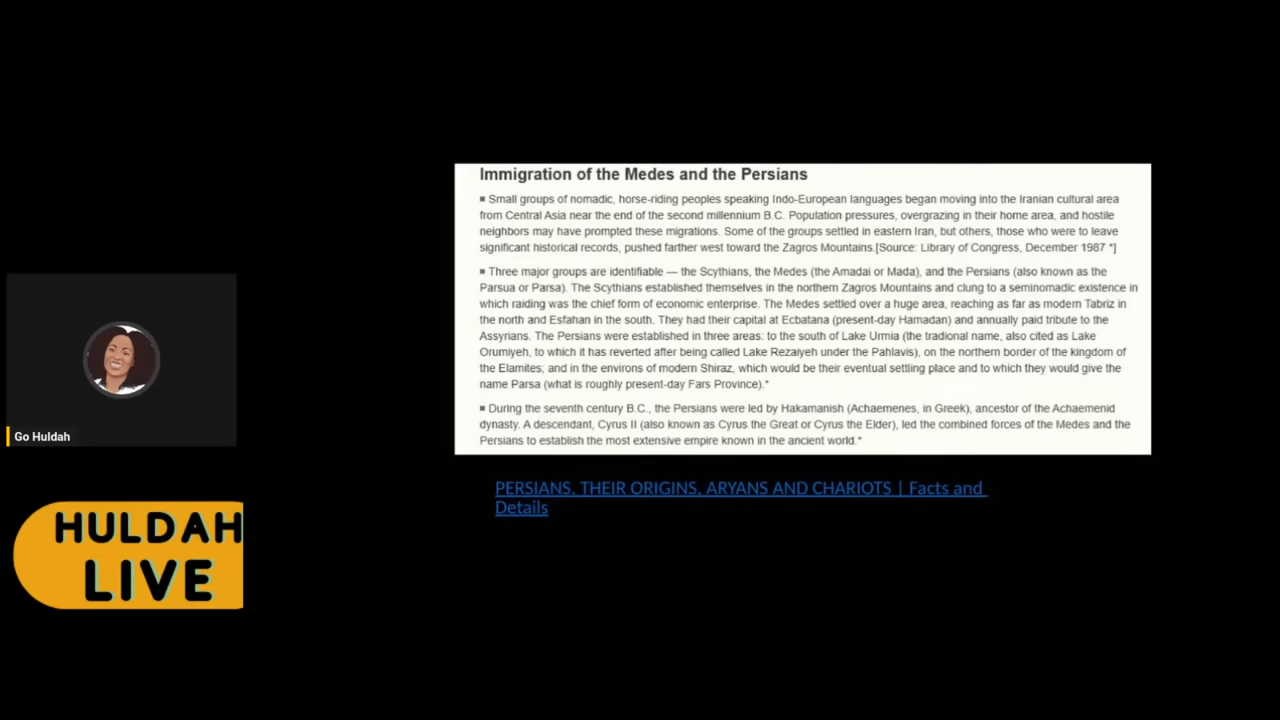 Immigration of the Medes and the Persians
▪ Small groups of nomadic, horse-riding peoples speaking Indo-European languages began moving into the Iranian cultural area
from Central Asia near the end of the second millennium B.C. Population pressures, overgrazing in their home area, and hostile
neighbors may have prompted these migrations. Some of the groups settled in eastern Iran, but others, those who were to leave
significant historical records, pushed farther west toward the Zagros Mountains.[Source: Library of Congress, December 1987 *]
▪ Three major groups are identifiable — the Scythians, the Medes (the Amadai or Mada), and the Persians (also known as the
Parsua or Parsa). The Scythians established themselves in the northern Zagros Mountains and clung to a seminomadic existence in
which raiding was the chief form of economic enterprise. The Medes settled over a huge area, reaching as far as modern Tabriz in
the north and Esfahan in the south. They had their capital at Ecbatana (present-day Hamadan) and annually paid tribute to the
Assyrians. The Persians were established in three areas: to the south of Lake Urmia (the tradional name, also cited as Lake
Orumiyeh, to which it has reverted after being called Lake Rezaiyeh under the Pahlavis), on the northern border of the kingdom of
the Elamites; and in the environs of modern Shiraz, which would be their eventual settling place and to which they would give the
name Parsa (what is roughly present-day Fars Province).*
▪ During the seventh century B.C., the Persians were led by Hakamanish (Achaemenes, in Greek), ancestor of the Achaemenid
dynasty. A descendant, Cyrus II (also known as Cyrus the Great or Cyrus the Elder), led the combined forces of the Medes and the
Persians to establish the most extensive empire known in the ancient world.*
PERSIANS, THEIR ORIGINS, ARYANS AND CHARIOTS | Facts and
Details
Go Huldah
HULDAH
LIVE